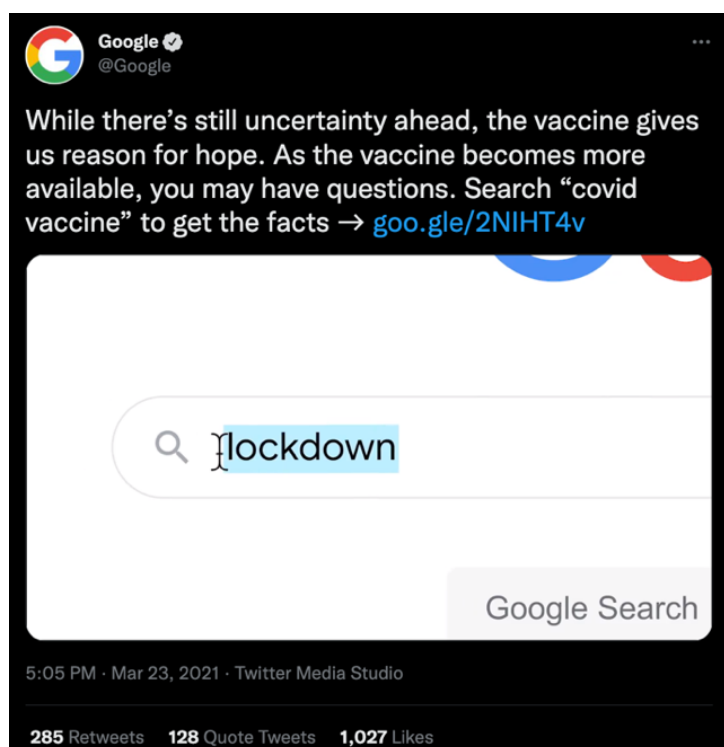 Google
@Google
While there’s still uncertainty ahead, the vaccine gives
us reason for hope. As the vaccine becomes more
available, you may have questions. Search “covid
vaccine” to get the facts → goo.gle/2NIHT4v
lockdown
Google Search
5:05 PM · Mar 23, 2021 · Twitter Media Studio
285 Retweets 128 Quote Tweets 1,027 Likes